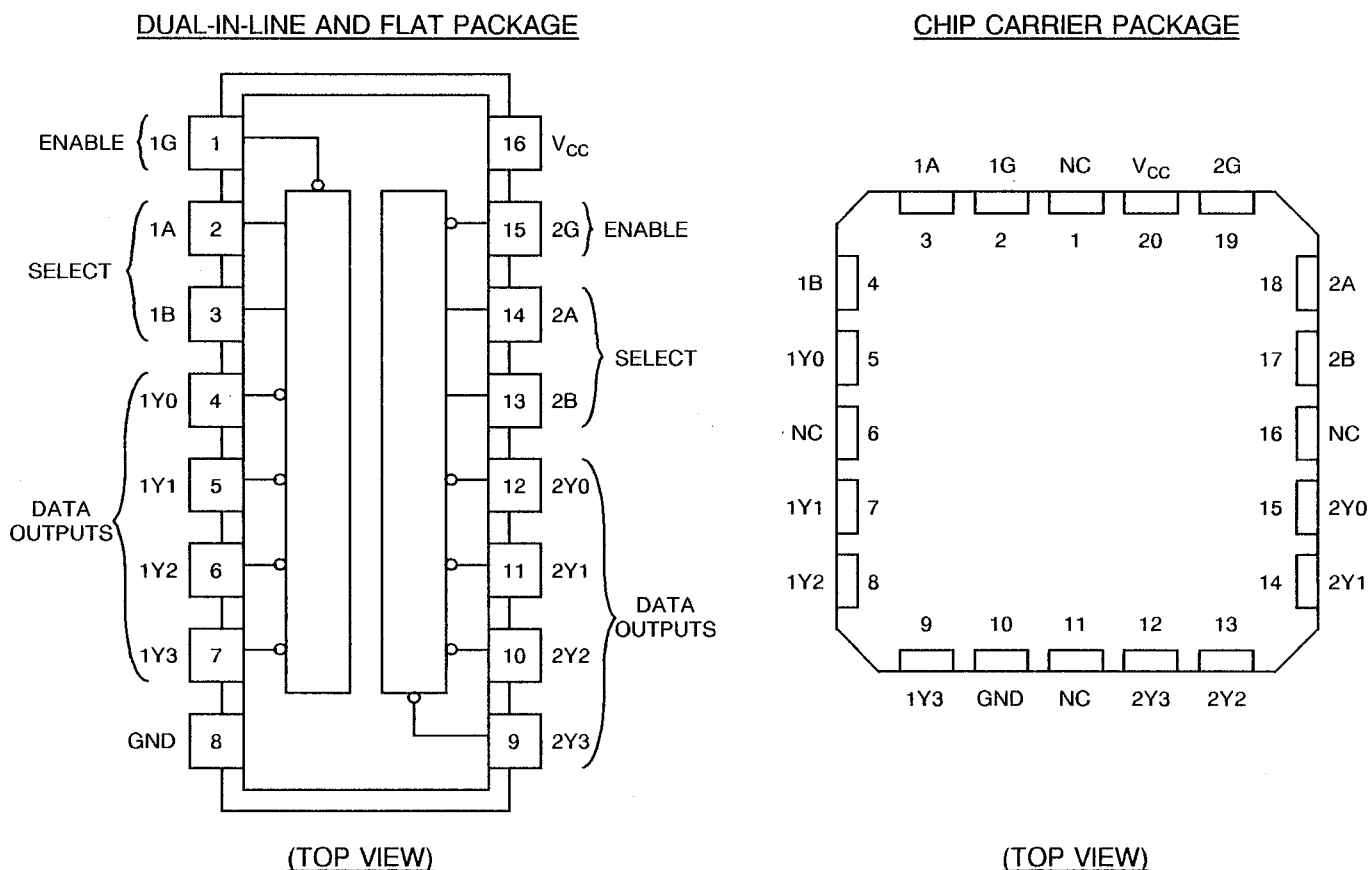 DUAL-IN-LINE AND FLAT PACKAGE
ENABLE 1G 1 16 VCC
1A 2 15 2G ENABLE
SELECT
1B 3 14 2A
SELECT
1Y0 4 13 2B
1Y1 5 12 2Y0
DATA
OUTPUTS
1Y2 6 11 2Y1
DATA
OUTPUTS
1Y3 7 10 2Y2
GND 8 9 2Y3
(TOP VIEW)
CHIP CARRIER PACKAGE
1A 1G NC VCC 2G
3 2 1 20 19
1B 4 18 2A
1Y0 5 17 2B
NC 6 16 NC
1Y1 7 15 2Y0
1Y2 8 14 2Y1
9 10 11 12 13
1Y3 GND NC 2Y3 2Y2
(TOP VIEW)